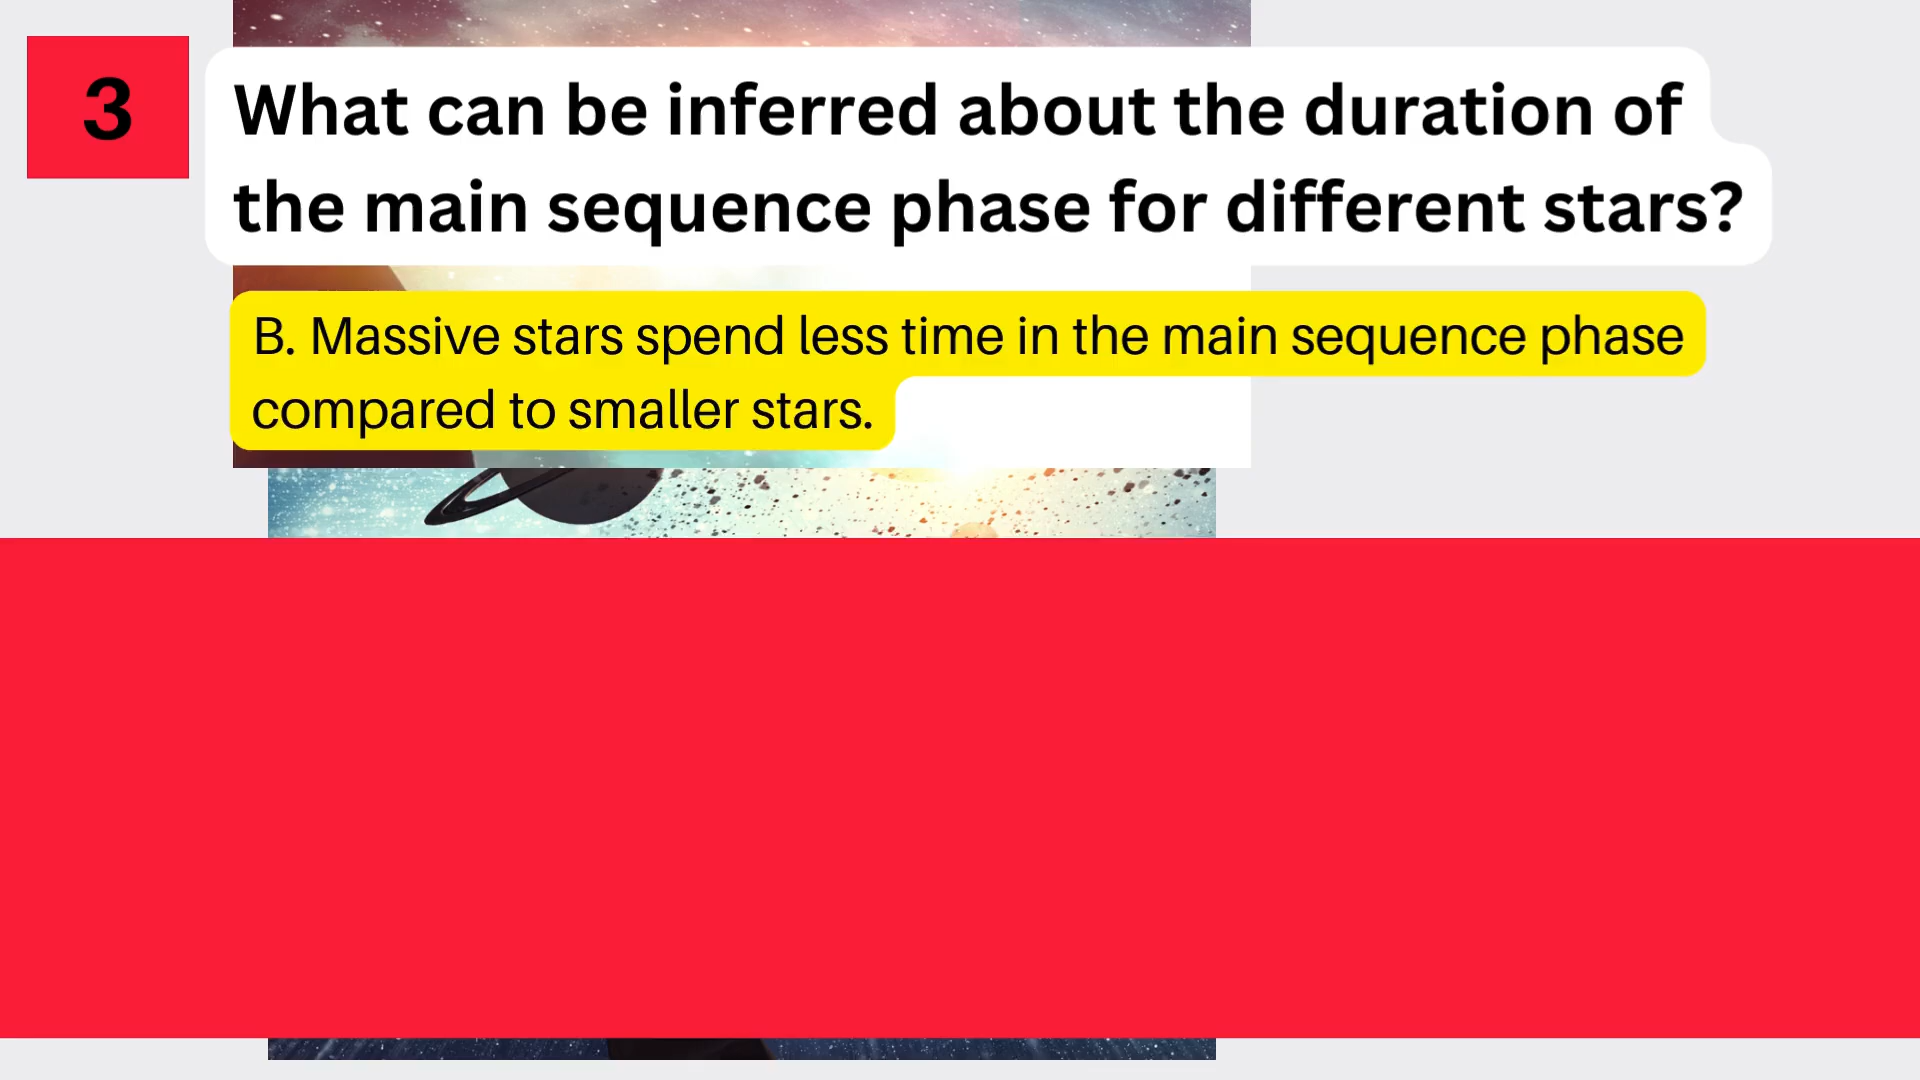 3
What can be inferred about the duration of
the main sequence phase for different stars?
B. Massive stars spend less time in the main sequence phase
compared to smaller stars.